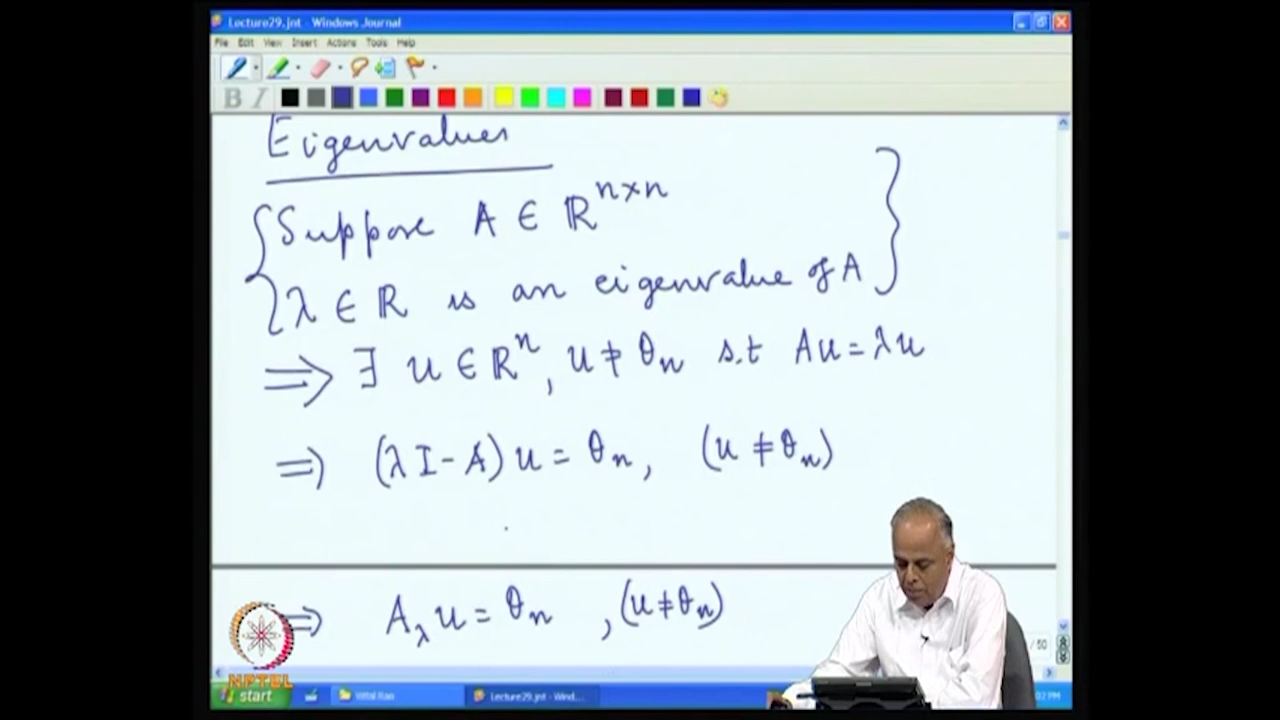 Lecture29.jnt - Windows Journal
File Edit View Insert Actions Tools Help
B I
Eigenvalues
{Suppose A ∈ ℝ^{n×n}
λ ∈ ℝ is an eigenvalue of A}
⟹ ∃ u ∈ ℝ^n, u ≠ θ_n s.t Au = λu
⟹ (λI - A) u = θ_n, (u ≠ θ_n)
⟹ A_λ u = θ_n , (u ≠ θ_n)
/ 50
NPTEL
start
Vittal Rao
Lecture29.jnt - Wind...